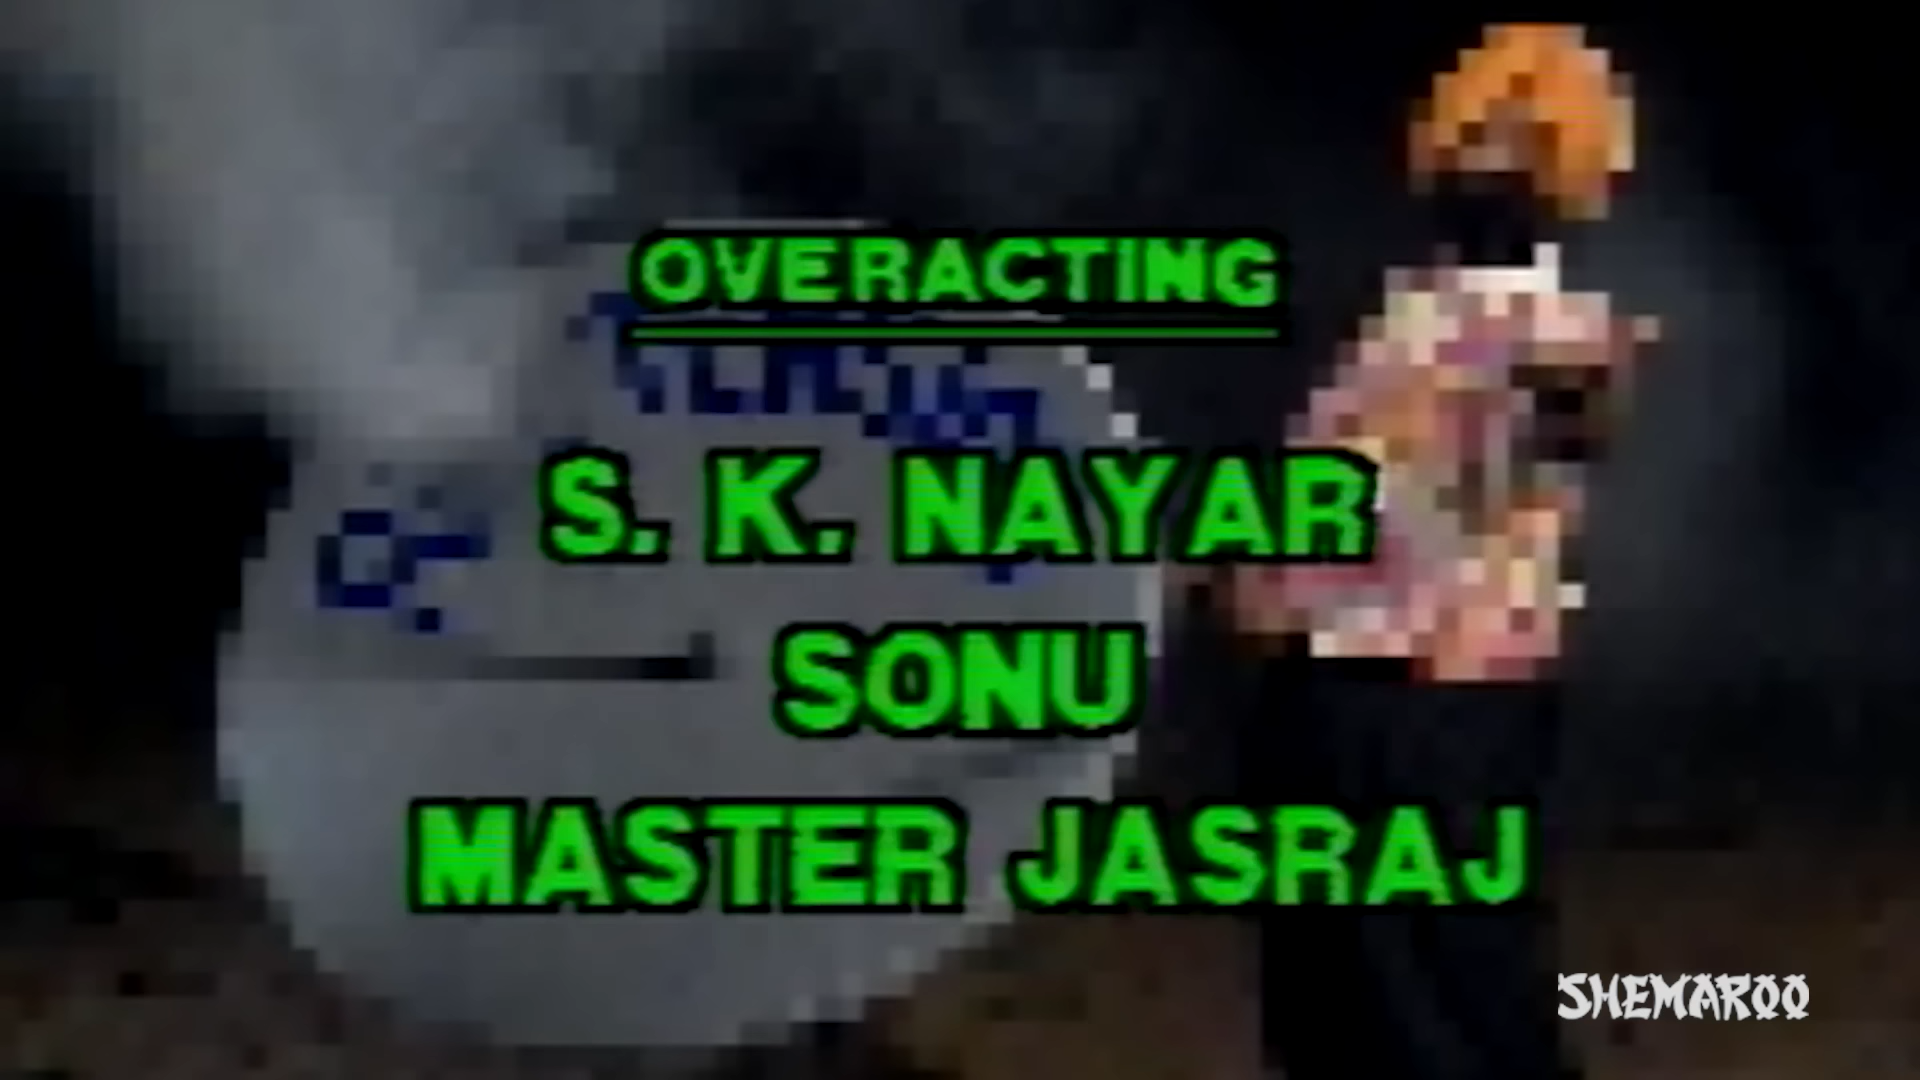 OVERACTING
S. K. NAYAR
SONU
MASTER JASRAJ
SHEMAROO